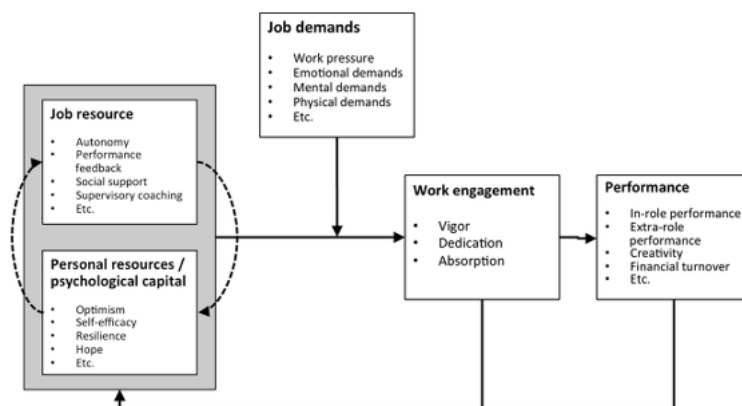 Job demands
• Work pressure
• Emotional demands
• Mental demands
• Physical demands
• Etc.
Job resource
• Autonomy
• Performance
feedback
• Social support
• Supervisory coaching
• Etc.
Personal resources /
psychological capital
• Optimism
• Self-efficacy
• Resilience
• Hope
• Etc.
Work engagement
• Vigor
• Dedication
• Absorption
Performance
• In-role performance
• Extra-role
performance
• Creativity
• Financial turnover
• Etc.